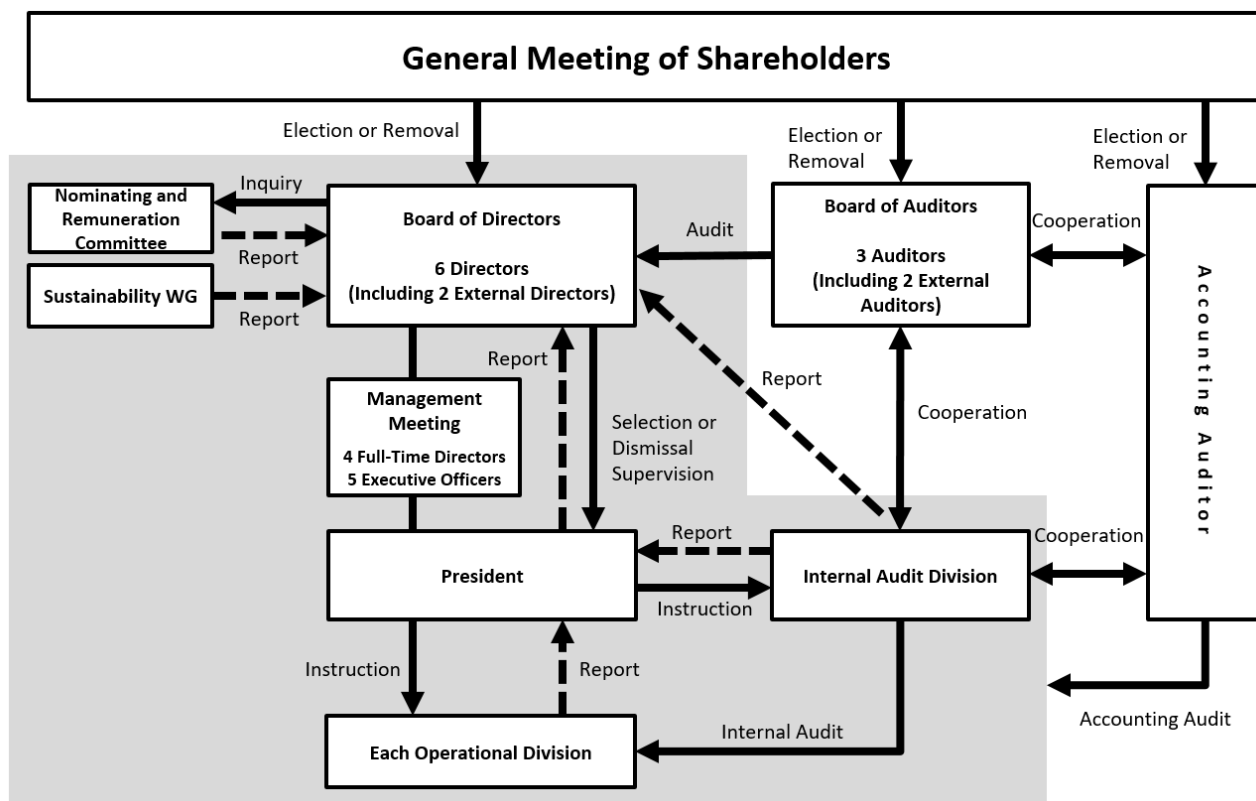 General Meeting of Shareholders
Election or Removal
Election or
Removal
Election or
Removal
Nominating and
Remuneration
Committee
Inquiry
Report
Sustainability WG
Report
Board of Directors
6 Directors
(Including 2 External Directors)
Audit
Board of Auditors
3 Auditors
(Including 2 External
Auditors)
Cooperation
Accounting Auditor
Management
Meeting
4 Full-Time Directors
5 Executive Officers
Report
Selection or
Dismissal
Supervision
Report
Cooperation
President
Report
Instruction
Internal Audit Division
Cooperation
Instruction
Report
Each Operational Division
Internal Audit
Accounting Audit